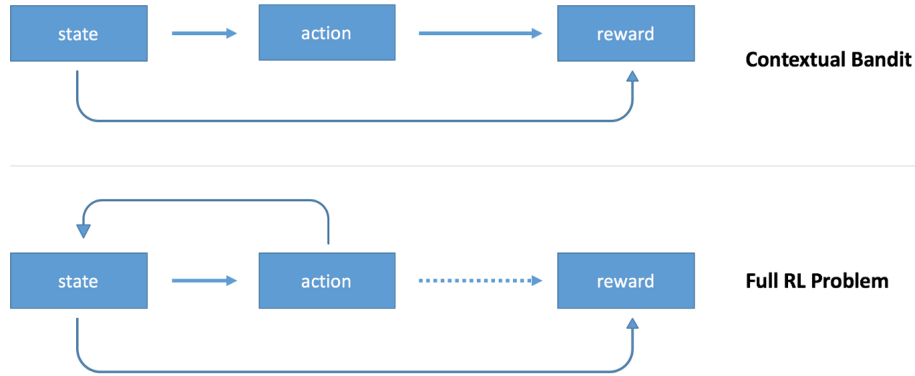 state
action
reward
Contextual Bandit
state
action
reward
Full RL Problem